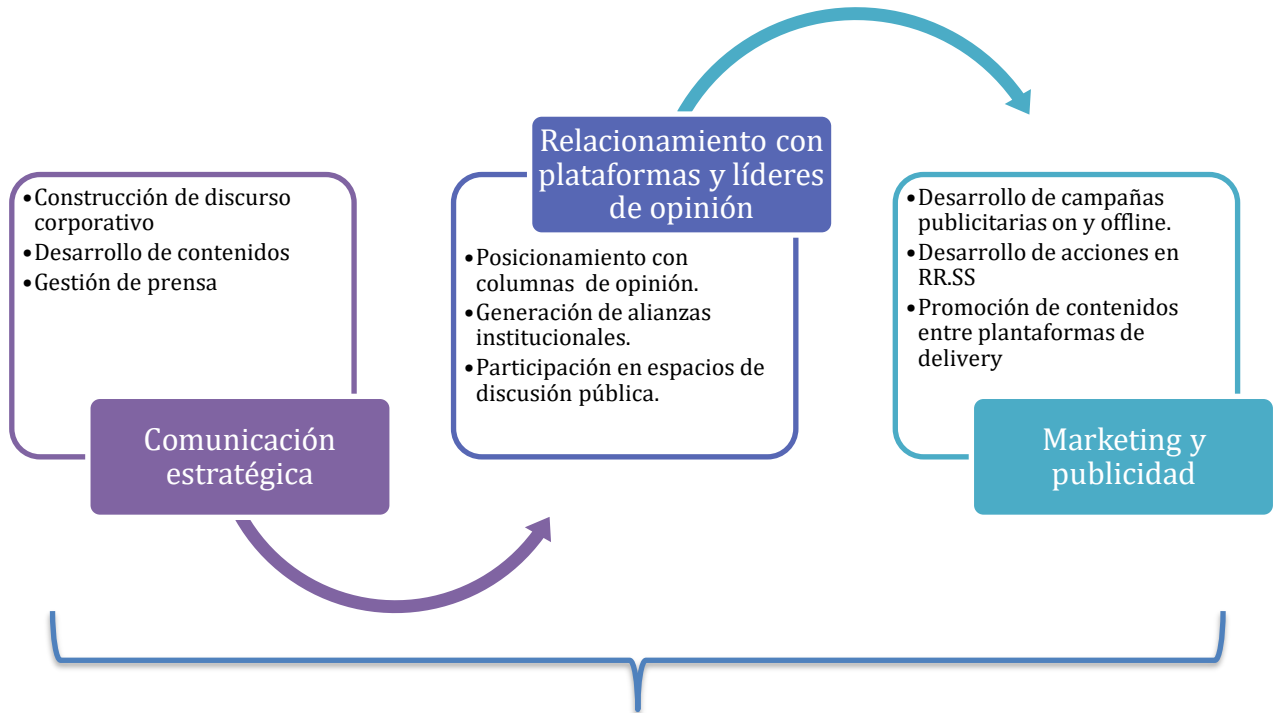 •Construcción de discurso
corporativo
•Desarrollo de contenidos
•Gestión de prensa
Comunicación
estratégica
Relacionamiento con
plataformas y líderes
de opinión
•Posicionamiento con
columnas de opinión.
•Generación de alianzas
institucionales.
•Participación en espacios de
discusión pública.
•Desarrollo de campañas
publicitarias on y offline.
•Desarrollo de acciones en
RR.SS
•Promoción de contenidos
entre plantaformas de
delivery
Marketing y
publicidad